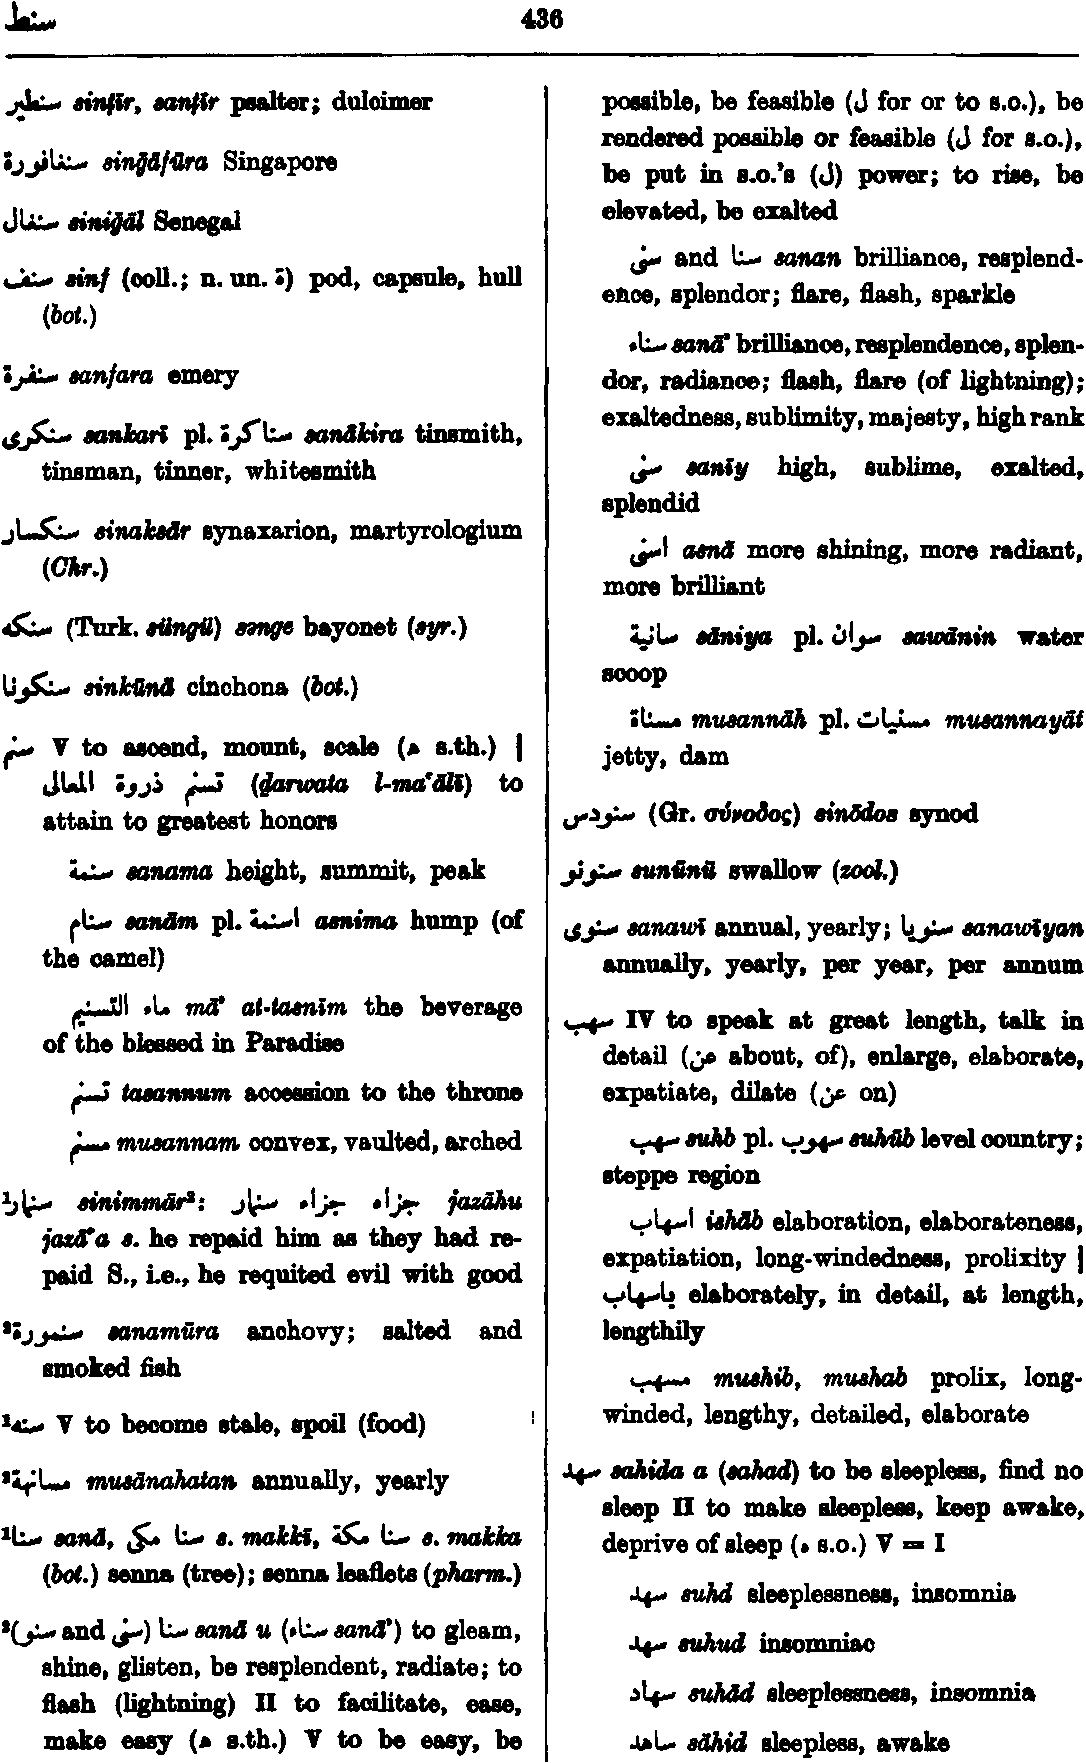 سنط
436
سنطير sinṭīr, sanṭīr psalter; dulcimer
سنغافورة singāfūra Singapore
سنغال sinigāl Senegal
سنف sinf (coll.; n. un. ة) pod, capsule, hull
(bot.)
سنفرة sanfara emery
سنكرى sankarī pl. سناكرة sanākira tinsmith,
tinsman, tinner, whitesmith
سنكسار sinaksār synaxarion, martyrologium
(Chr.)
سنكه (Turk. süngü) sənge bayonet (syr.)
سنكونا sinkūnā cinchona (bot.)
سنم V to ascend, mount, scale (ه s.th.) |
تسنم ذروة المعالى (ḏarwata l-ma‘ālī) to
attain to greatest honors
سنمة sanama height, summit, peak
سنام sanām pl. اسنمة asnima hump (of
the camel)
ماء التسنيم mā’ at-tasnīm the beverage
of the blessed in Paradise
تسنم tasannum accession to the throne
مسنم musannam convex, vaulted, arched
¹سنمار sinimmār²: جزاه جزاء سنمار jazāhu
jazā’a s. he repaid him as they had re-
paid S., i.e., he requited evil with good
²سنمورة sanamūra anchovy; salted and
smoked fish
¹سنه V to become stale, spoil (food)
²مسانهة musānahatan annually, yearly
¹سنا sanā, سنا مكى s. makkī, سنا مكة s. makka
(bot.) senna (tree); senna leaflets (pharm.)
²(سنو and سنى) سنا sanā u (سناء sanā’) to gleam,
shine, glisten, be resplendent, radiate; to
flash (lightning) II to facilitate, ease,
make easy (ه s.th.) V to be easy, be
possible, be feasible (ل for or to s.o.), be
rendered possible or feasible (ل for s.o.),
be put in s.o.’s (ل) power; to rise, be
elevated, be exalted
سنى and سنا sanan brilliance, resplend-
ence, splendor; flare, flash, sparkle
سناء sanā’ brilliance, resplendence, splen-
dor, radiance; flash, flare (of lightning);
exaltedness, sublimity, majesty, high rank
سنى sanīy high, sublime, exalted,
splendid
اسنى asnā more shining, more radiant,
more brilliant
سانية sāniya pl. سوان sawānin water
scoop
مسناة musannāh pl. مسنيات musannayāt
jetty, dam
سنودس (Gr. σύνοδος) sinōdos synod
سنونو sunūnū swallow (zool.)
سنوى sanawī annual, yearly; سنويا sanawīyan
annually, yearly, per year, per annum
سهب IV to speak at great length, talk in
detail (عن about, of), enlarge, elaborate,
expatiate, dilate (عن on)
سهب suhb pl. سهوب suhūb level country;
steppe region
اسهاب ishāb elaboration, elaborateness,
expatiation, long-windedness, prolixity |
باسهاب elaborately, in detail, at length,
lengthily
مسهب mushib, mushab prolix, long-
winded, lengthy, detailed, elaborate
سهد sahida a (sahad) to be sleepless, find no
sleep II to make sleepless, keep awake,
deprive of sleep (ه s.o.) V = I
سهد suhd sleeplessness, insomnia
سهد suhud insomniac
سهاد suhād sleeplessness, insomnia
ساهد sāhid sleepless, awake